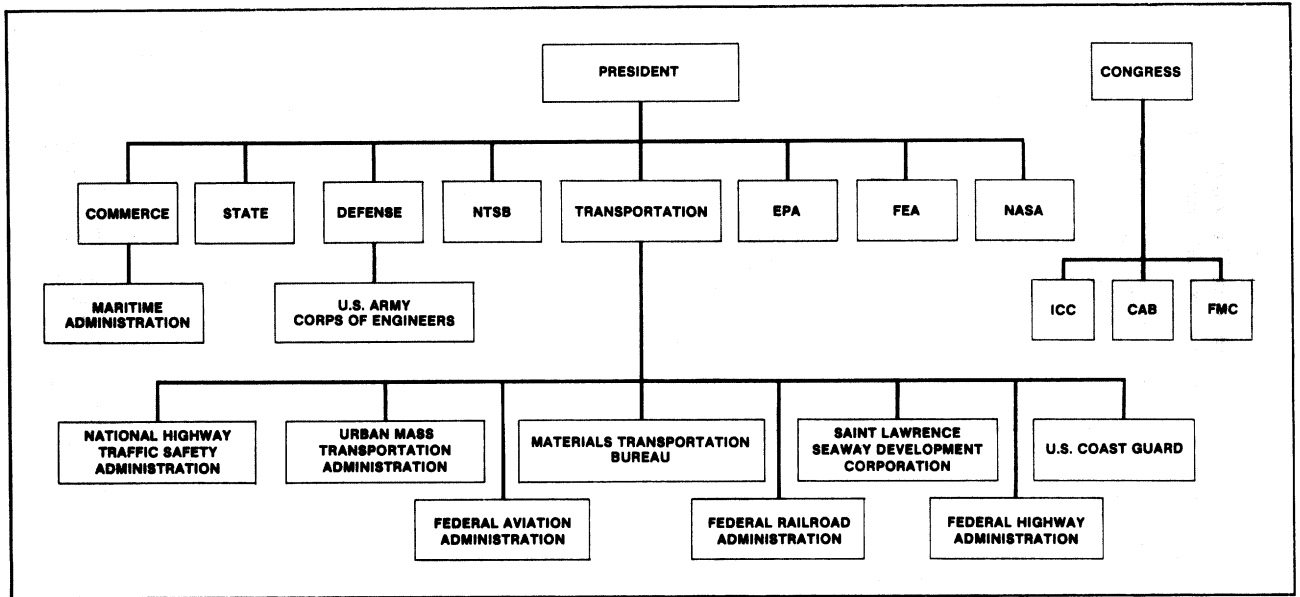 PRESIDENT
CONGRESS
COMMERCE
STATE
DEFENSE
NTSB
TRANSPORTATION
EPA
FEA
NASA
MARITIME
ADMINISTRATION
U.S. ARMY
CORPS OF ENGINEERS
ICC
CAB
FMC
NATIONAL HIGHWAY
TRAFFIC SAFETY
ADMINISTRATION
URBAN MASS
TRANSPORTATION
ADMINISTRATION
MATERIALS TRANSPORTATION
BUREAU
SAINT LAWRENCE
SEAWAY DEVELOPMENT
CORPORATION
U.S. COAST GUARD
FEDERAL AVIATION
ADMINISTRATION
FEDERAL RAILROAD
ADMINISTRATION
FEDERAL HIGHWAY
ADMINISTRATION